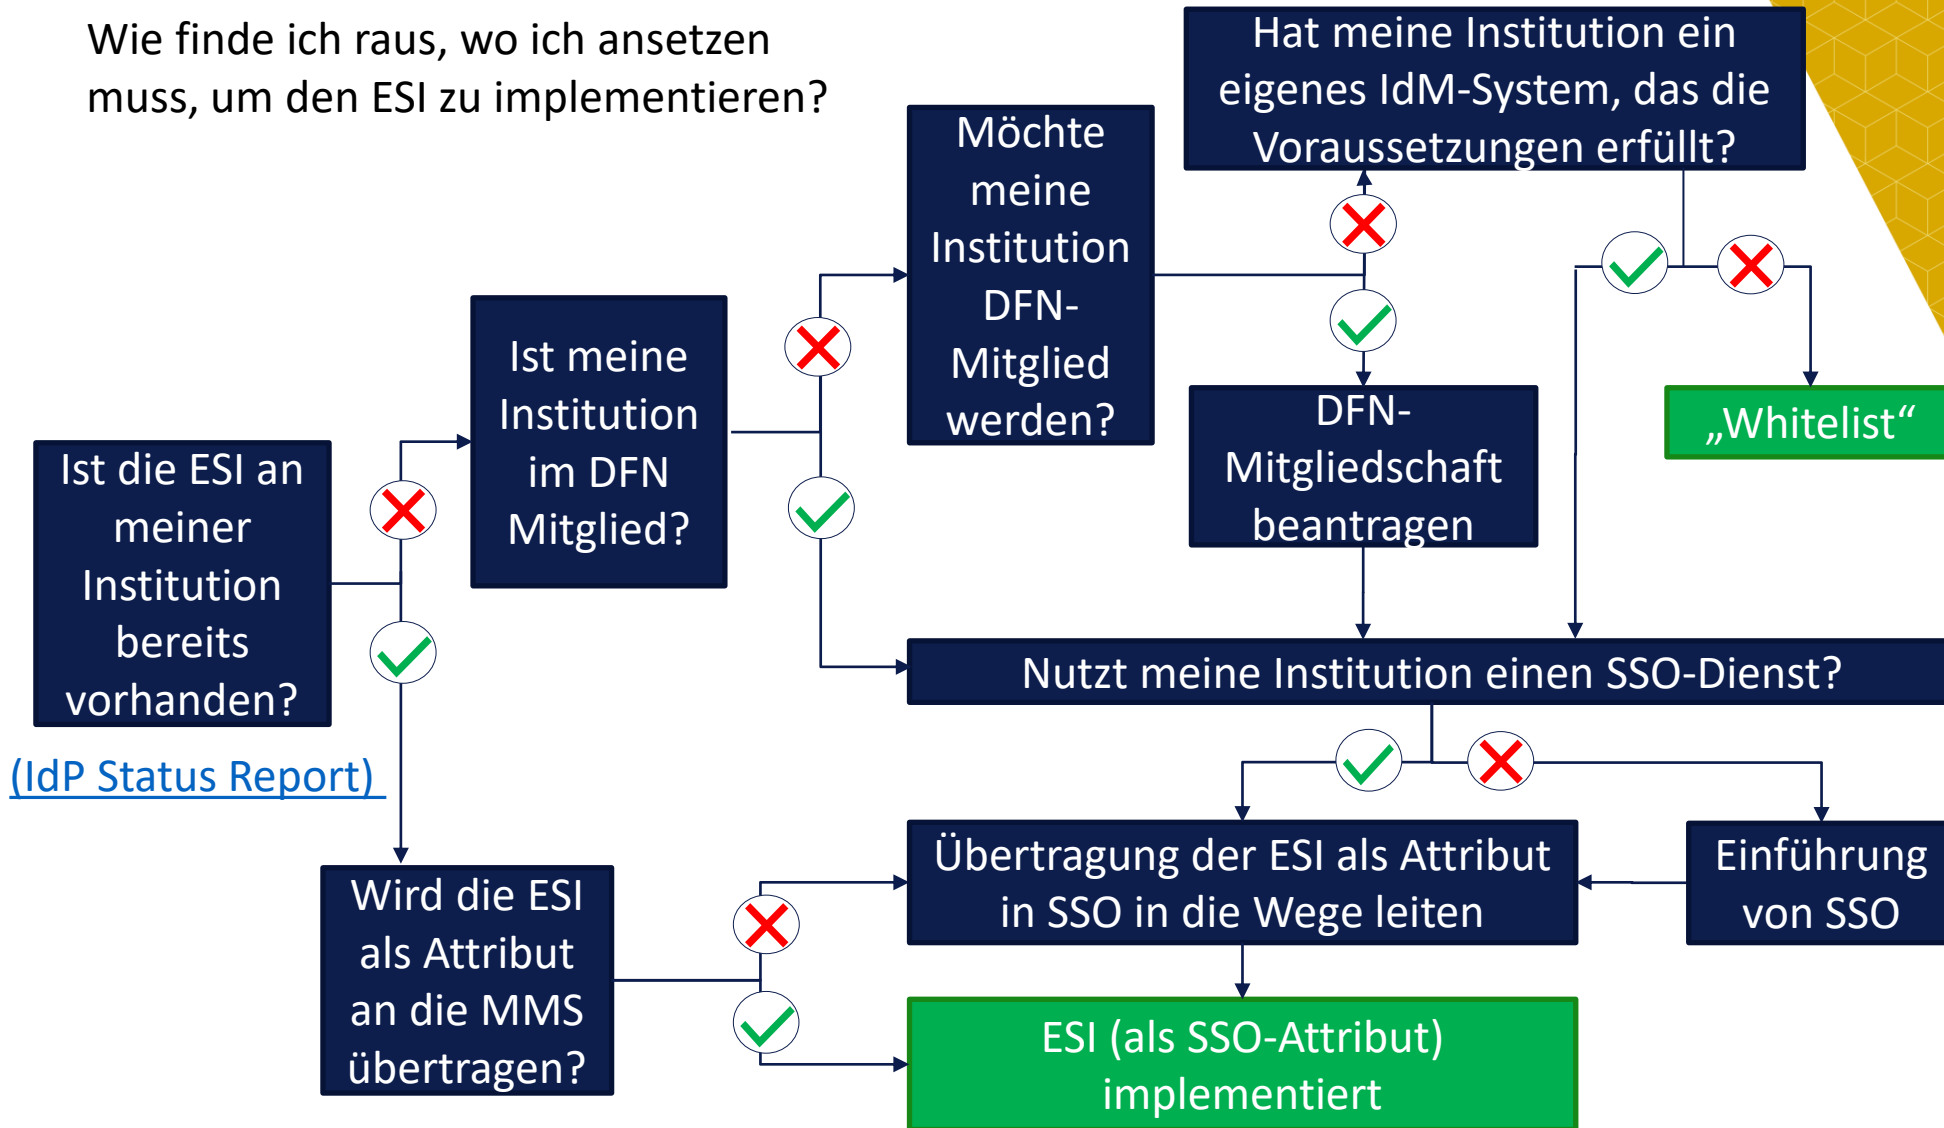 Wie finde ich raus, wo ich ansetzen
muss, um den ESI zu implementieren?
Hat meine Institution ein
eigenes IdM-System, das die
Voraussetzungen erfüllt?
Möchte
meine
Institution
DFN-
Mitglied
werden?
Ist meine
Institution
im DFN
Mitglied?
Ist die ESI an
meiner
Institution
bereits
vorhanden?
(IdP Status Report)
DFN-
Mitgliedschaft
beantragen
„Whitelist“
Nutzt meine Institution einen SSO-Dienst?
Wird die ESI
als Attribut
an die MMS
übertragen?
Übertragung der ESI als Attribut
in SSO in die Wege leiten
Einführung
von SSO
ESI (als SSO-Attribut)
implementiert